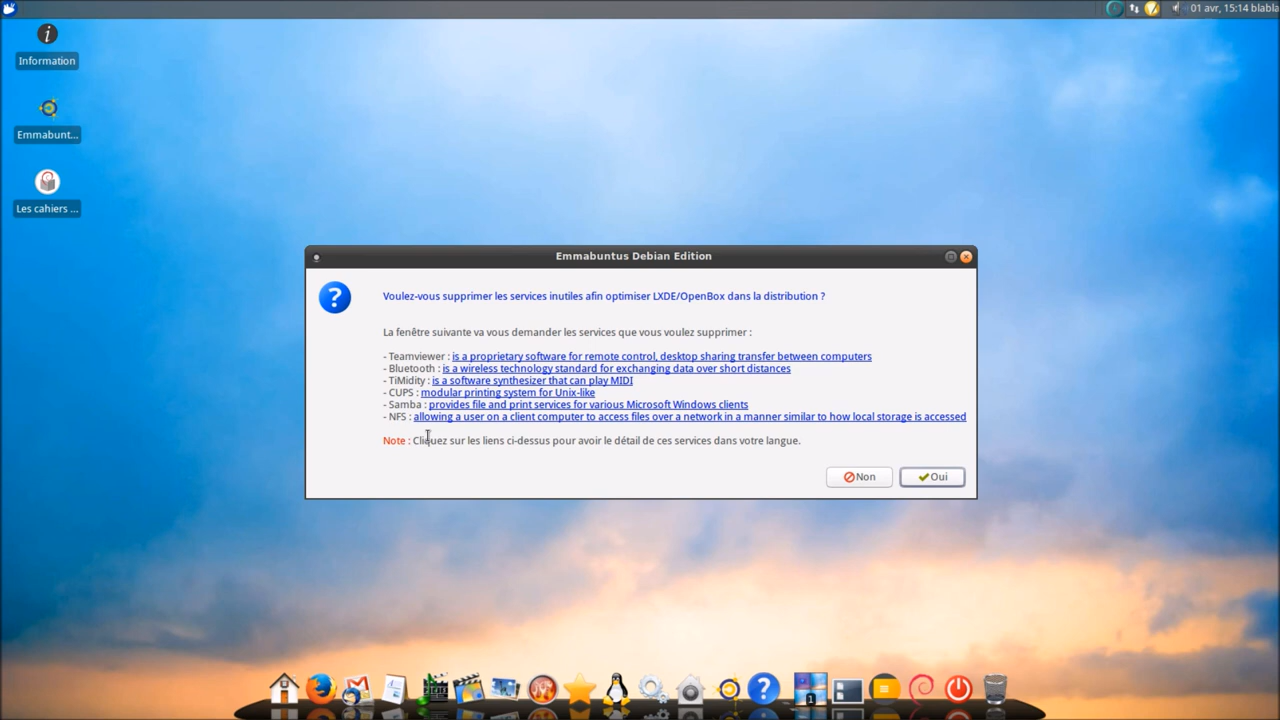 01 avr, 15:14 blabla
Information
Emmabunt...
Les cahiers ...
Emmabuntus Debian Edition
Voulez-vous supprimer les services inutiles afin optimiser LXDE/OpenBox dans la distribution ?
La fenêtre suivante va vous demander les services que vous voulez supprimer :
- Teamviewer : is a proprietary software for remote control, desktop sharing transfer between computers
- Bluetooth : is a wireless technology standard for exchanging data over short distances
- TiMidity : is a software synthesizer that can play MIDI
- CUPS : modular printing system for Unix-like
- Samba : provides file and print services for various Microsoft Windows clients
- NFS : allowing a user on a client computer to access files over a network in a manner similar to how local storage is accessed
Note : Cliquez sur les liens ci-dessus pour avoir le détail de ces services dans votre langue.
Non
Oui
1